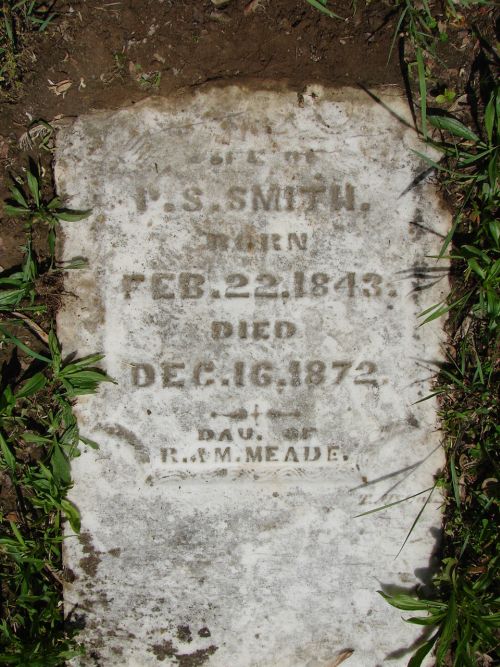 WIFE OF
P.S. SMITH.
BORN
FEB. 22. 1843.
DIED
DEC. 16. 1872.
DAU. OF
R. & M. MEADE.